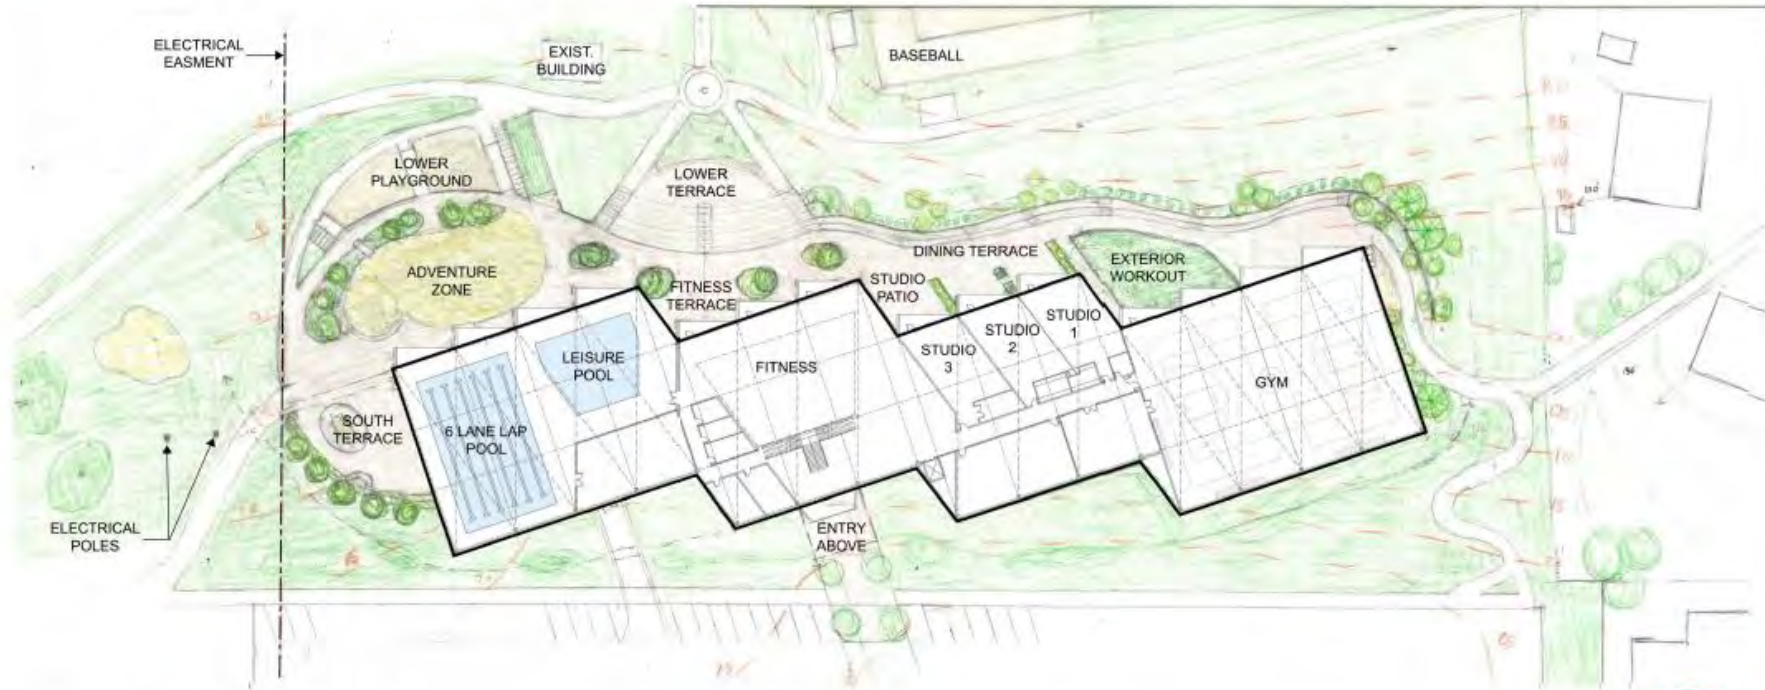 ELECTRICAL
EASMENT
EXIST.
BUILDING
BASEBALL
LOWER
PLAYGROUND
LOWER
TERRACE
ADVENTURE
ZONE
FITNESS
TERRACE
STUDIO
PATIO
DINING TERRACE
EXTERIOR
WORKOUT
LEISURE
POOL
FITNESS
STUDIO
3
STUDIO
2
STUDIO
1
GYM
SOUTH
TERRACE
6 LANE LAP
POOL
ELECTRICAL
POLES
ENTRY
ABOVE